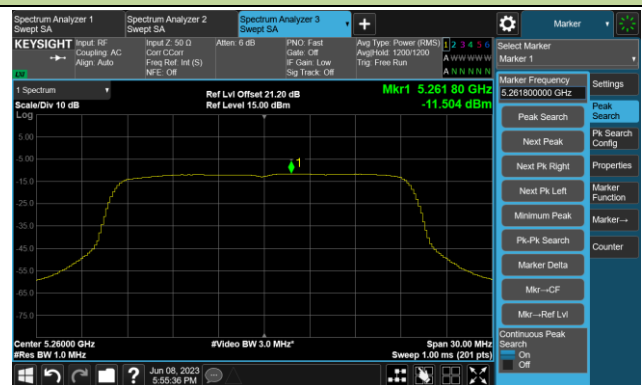 Spectrum Analyzer 1
Swept SA
Spectrum Analyzer 2
Swept SA
Spectrum Analyzer 3
Swept SA
Marker
KEYSIGHT
Input: RF
Coupling: AC
Align: Auto
Input Z: 50 Ω
Corr CCorr
Freq Ref: Int (S)
NFE: Off
Atten: 6 dB
PNO: Fast
Gate: Off
IF Gain: Low
Sig Track: Off
Avg Type: Power (RMS)
Avg|Hold: 1200/1200
Trig: Free Run
1 2 3 4 5 6
A W W W W W
A N N N N N
Select Marker
Marker 1
LXI
1 Spectrum
Scale/Div 10 dB
Log
Ref Lvl Offset 21.20 dB
Ref Level 15.00 dBm
Mkr1 5.261 80 GHz
-11.504 dBm
5.00
-5.00
-15.0
-25.0
-35.0
-45.0
-55.0
-65.0
-75.0
1
Center 5.26000 GHz
#Res BW 1.0 MHz
#Video BW 3.0 MHz*
Span 30.00 MHz
Sweep 1.00 ms (201 pts)
Marker Frequency
5.261800000 GHz
Peak Search
Next Peak
Next Pk Right
Next Pk Left
Minimum Peak
Pk-Pk Search
Marker Delta
Mkr→CF
Mkr→Ref Lvl
Continuous Peak
Search
On
Off
Settings
Peak
Search
Pk Search
Config
Properties
Marker
Function
Marker→
Counter
Jun 08, 2023
5:55:36 PM